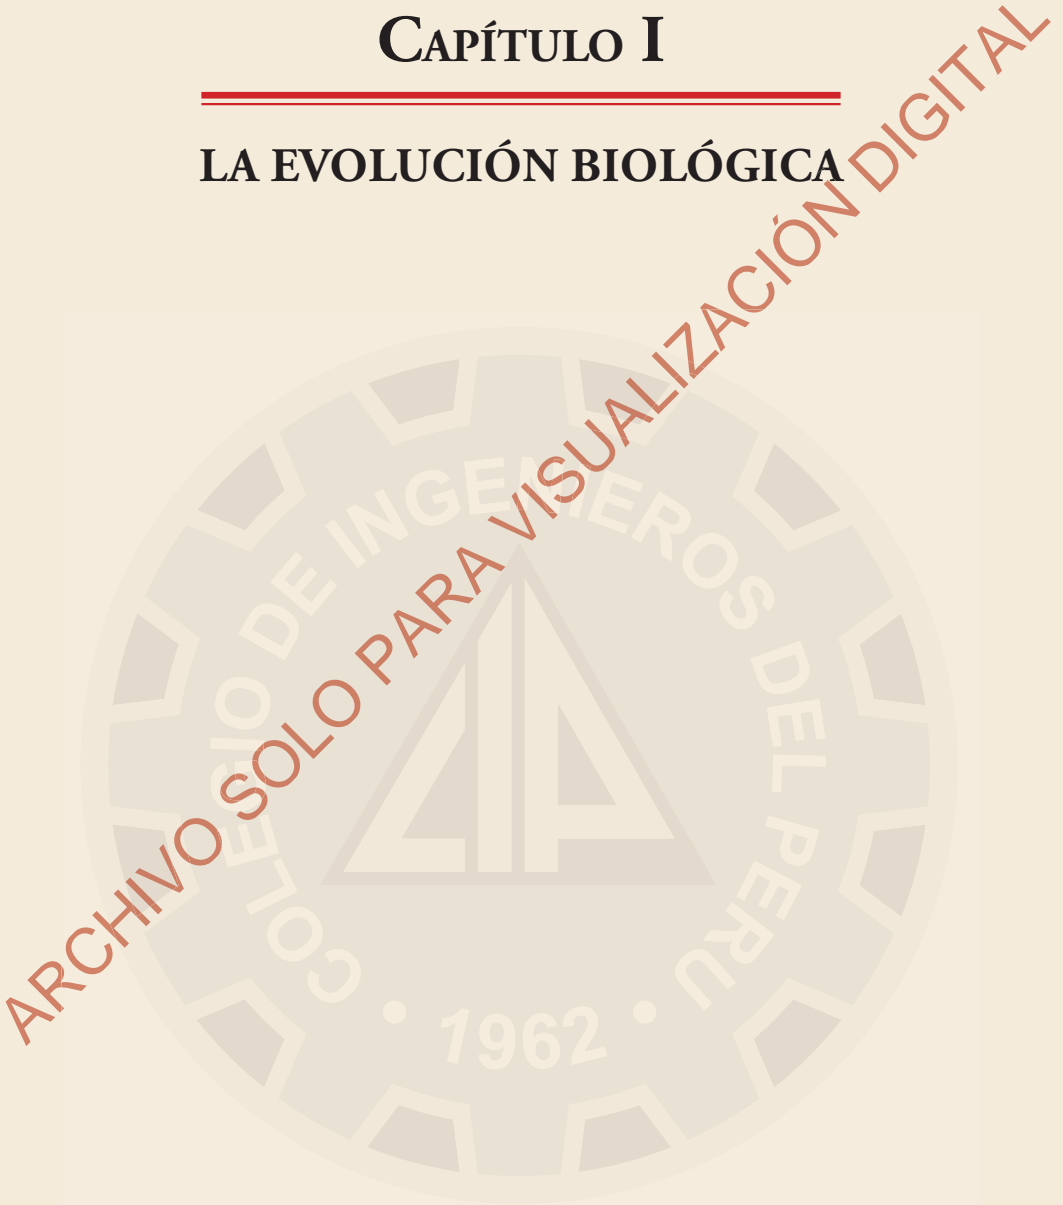 CAPÍTULO I
LA EVOLUCIÓN BIOLÓGICA
ARCHIVO SOLO PARA VISUALIZACIÓN DIGITAL
COLEGIO DE INGENIEROS DEL PERU
• 1962 •